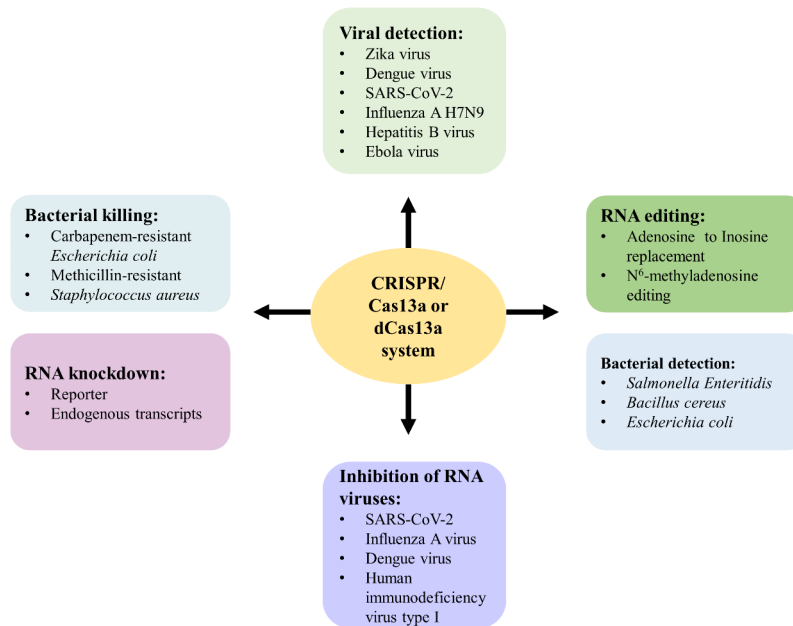 Viral detection:
• Zika virus
• Dengue virus
• SARS-CoV-2
• Influenza A H7N9
• Hepatitis B virus
• Ebola virus
Bacterial killing:
• Carbapenem-resistant
Escherichia coli
• Methicillin-resistant
• Staphylococcus aureus
RNA editing:
• Adenosine to Inosine
replacement
• N⁶-methyladenosine
editing
CRISPR/
Cas13a or
dCas13a
system
RNA knockdown:
• Reporter
• Endogenous transcripts
Bacterial detection:
• Salmonella Enteritidis
• Bacillus cereus
• Escherichia coli
Inhibition of RNA
viruses:
• SARS-CoV-2
• Influenza A virus
• Dengue virus
• Human
immunodeficiency
virus type I